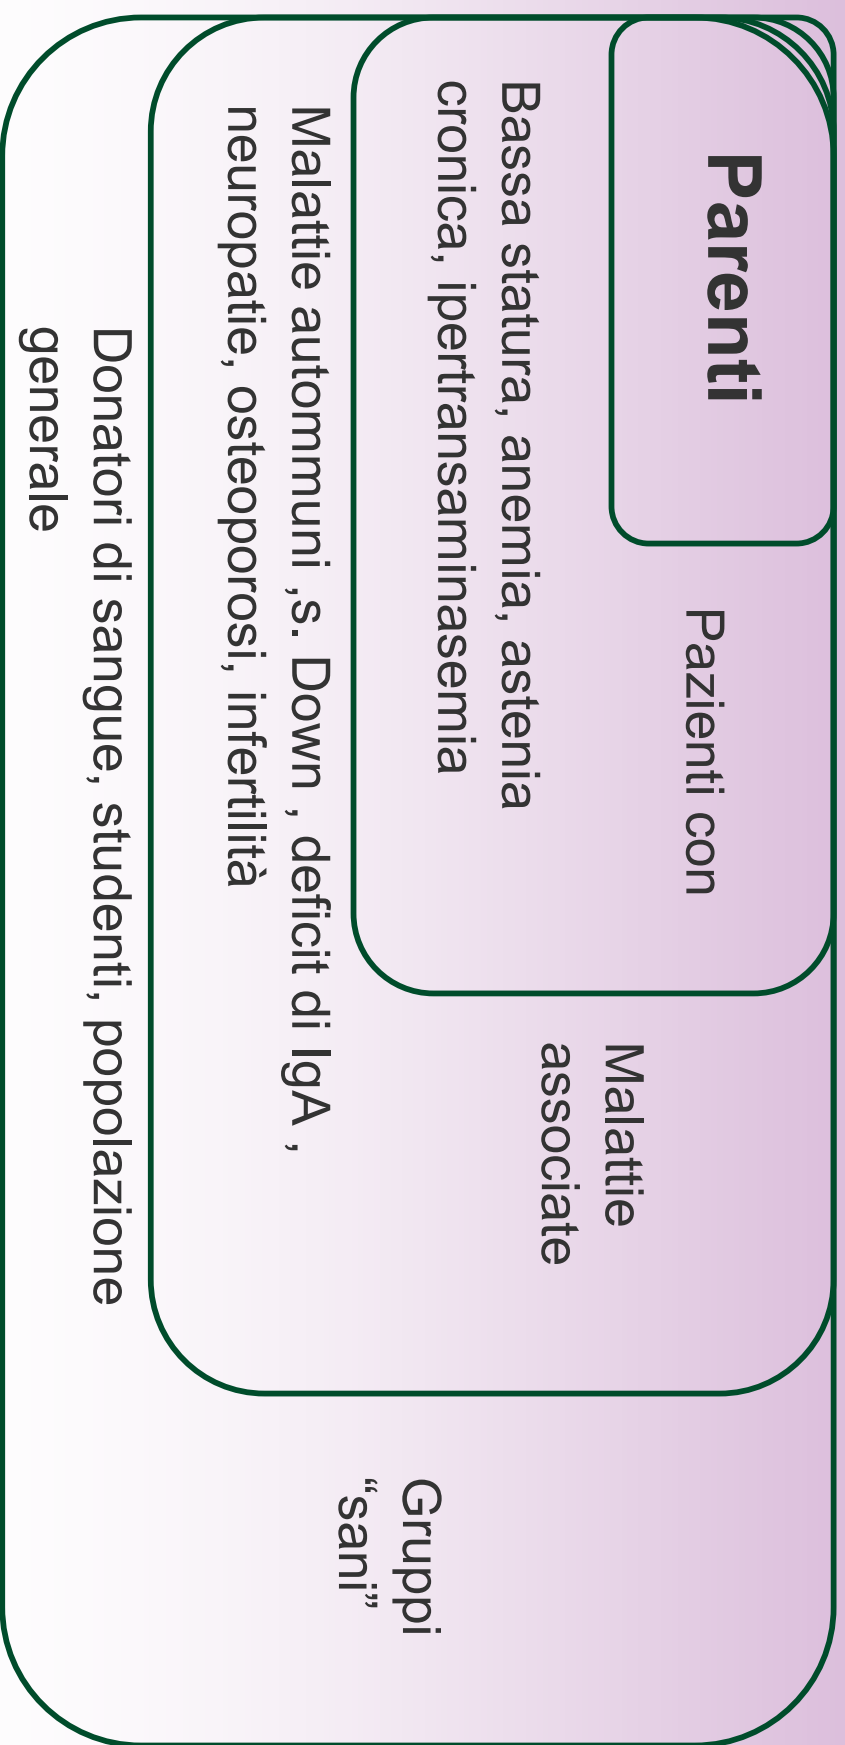 Parenti
Pazienti con
Bassa statura, anemia, astenia
cronica, ipertransaminasemia
Malattie
associate
Malattie autommuni ,s. Down , deficit di IgA ,
neuropatie, osteoporosi, infertilità
Gruppi
“sani”
Donatori di sangue, studenti, popolazione
generale